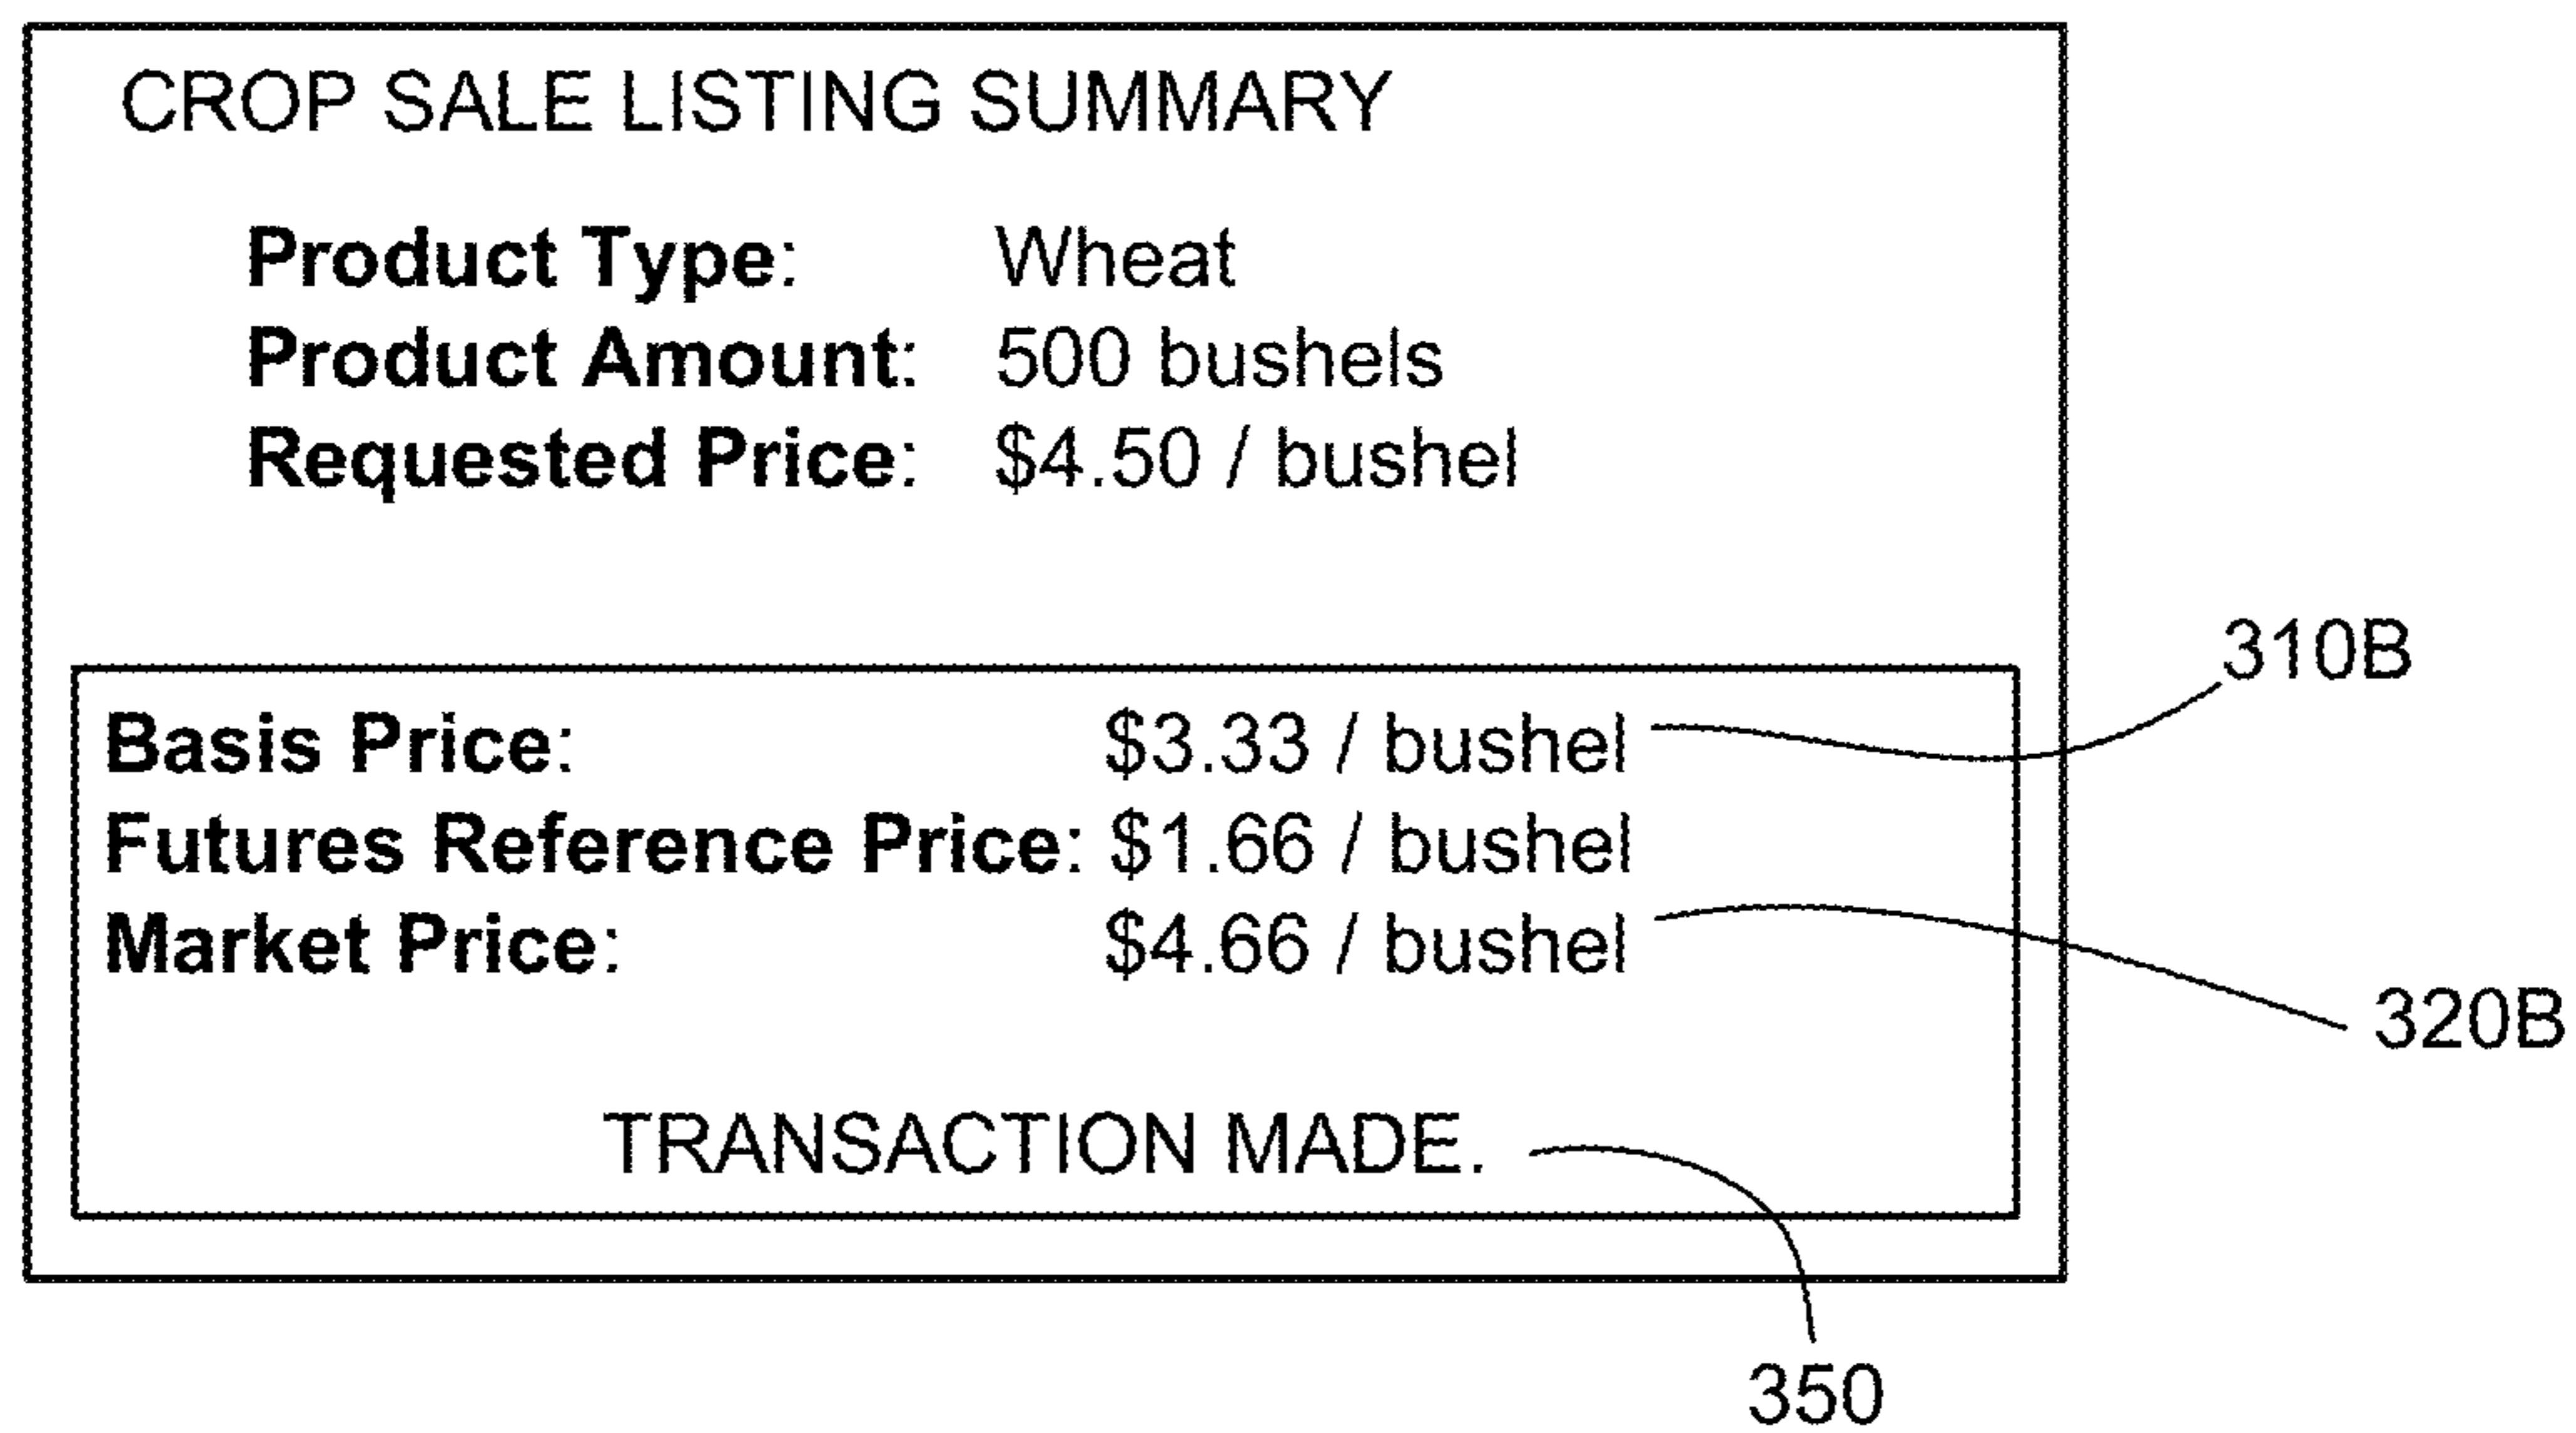 CROP SALE LISTING SUMMARY
Product Type: Wheat
Product Amount: 500 bushels
Requested Price: $4.50 / bushel
310B
Basis Price: $3.33 / bushel
Futures Reference Price: $1.66 / bushel
Market Price: $4.66 / bushel
320B
TRANSACTION MADE.
350